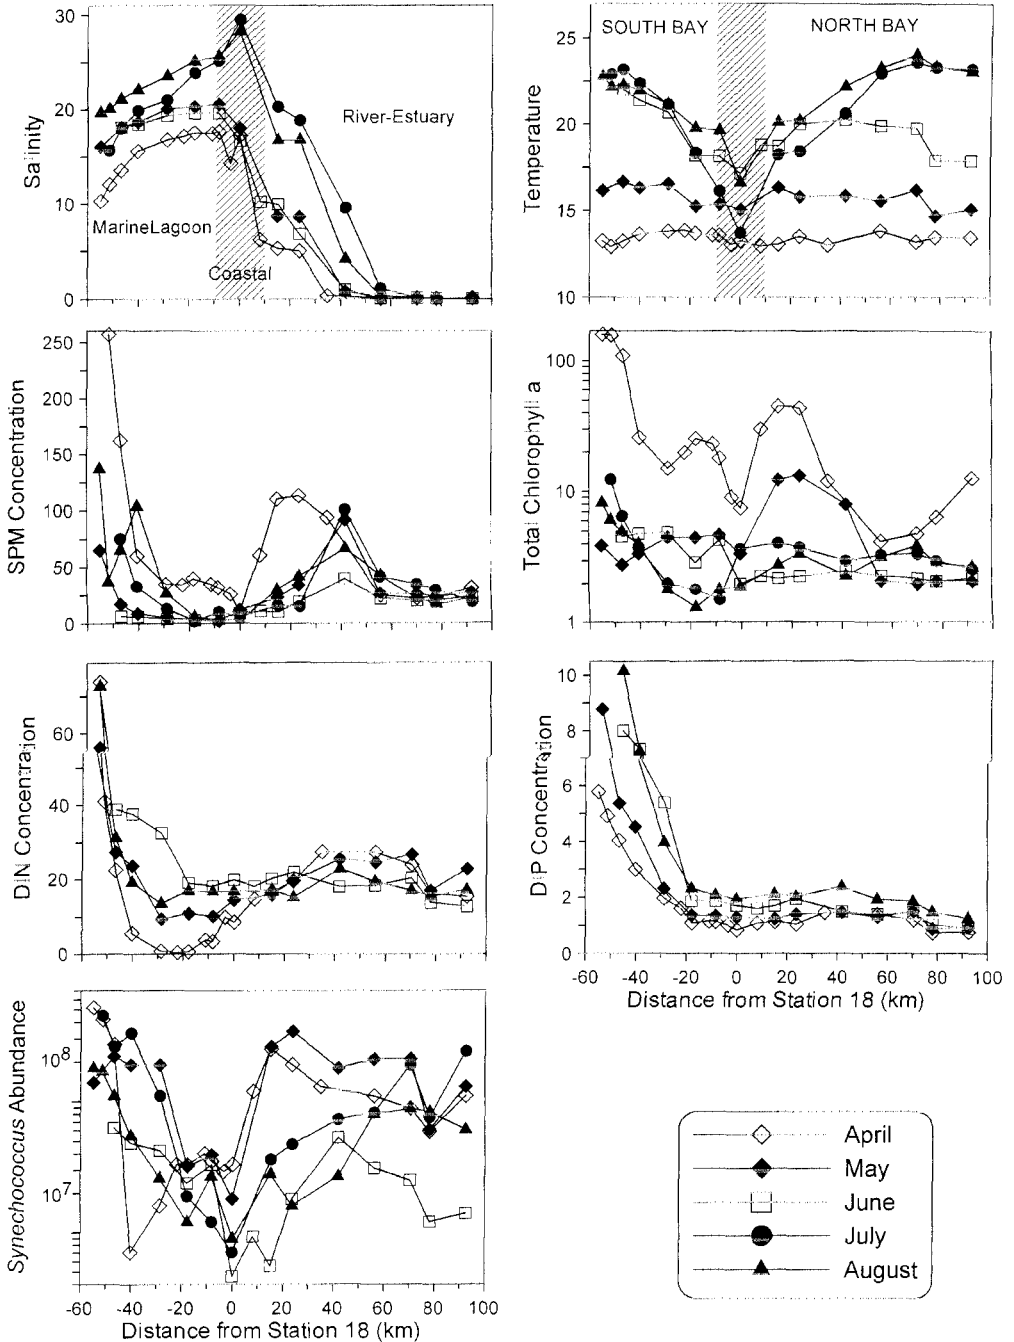 Salinity
30
20
10
0
MarineLagoon
Coastal
River-Estuary
Temperature
25
20
15
10
SOUTH BAY
NORTH BAY
SPM Concentration
250
200
150
100
50
0
Total Chlorophyll a
100
10
1
DIN Concentration
60
40
20
0
DIP Concentration
10
8
6
4
2
0
-60 -40 -20 0 20 40 60 80 100
Distance from Station 18 (km)
Synechococcus Abundance
10^8
10^7
-60 -40 -20 0 20 40 60 80 100
Distance from Station 18 (km)
April
May
June
July
August